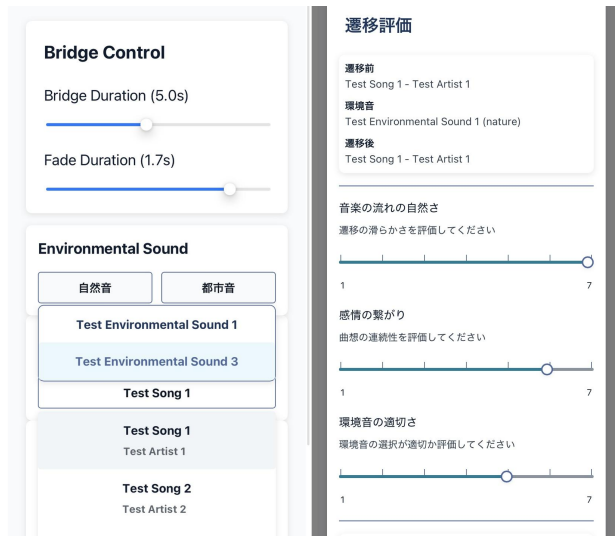 Bridge Control
Bridge Duration (5.0s)
Fade Duration (1.7s)
Environmental Sound
自然音
都市音
Test Environmental Sound 1
Test Environmental Sound 3
Test Song 1
Test Song 1
Test Artist 1
Test Song 2
Test Artist 2
遷移評価
遷移前
Test Song 1 - Test Artist 1
環境音
Test Environmental Sound 1 (nature)
遷移後
Test Song 1 - Test Artist 1
音楽の流れの自然さ
遷移の滑らかさを評価してください
1 7
感情の繋がり
曲想の連続性を評価してください
1 7
環境音の適切さ
環境音の選択が適切か評価してください
1 7